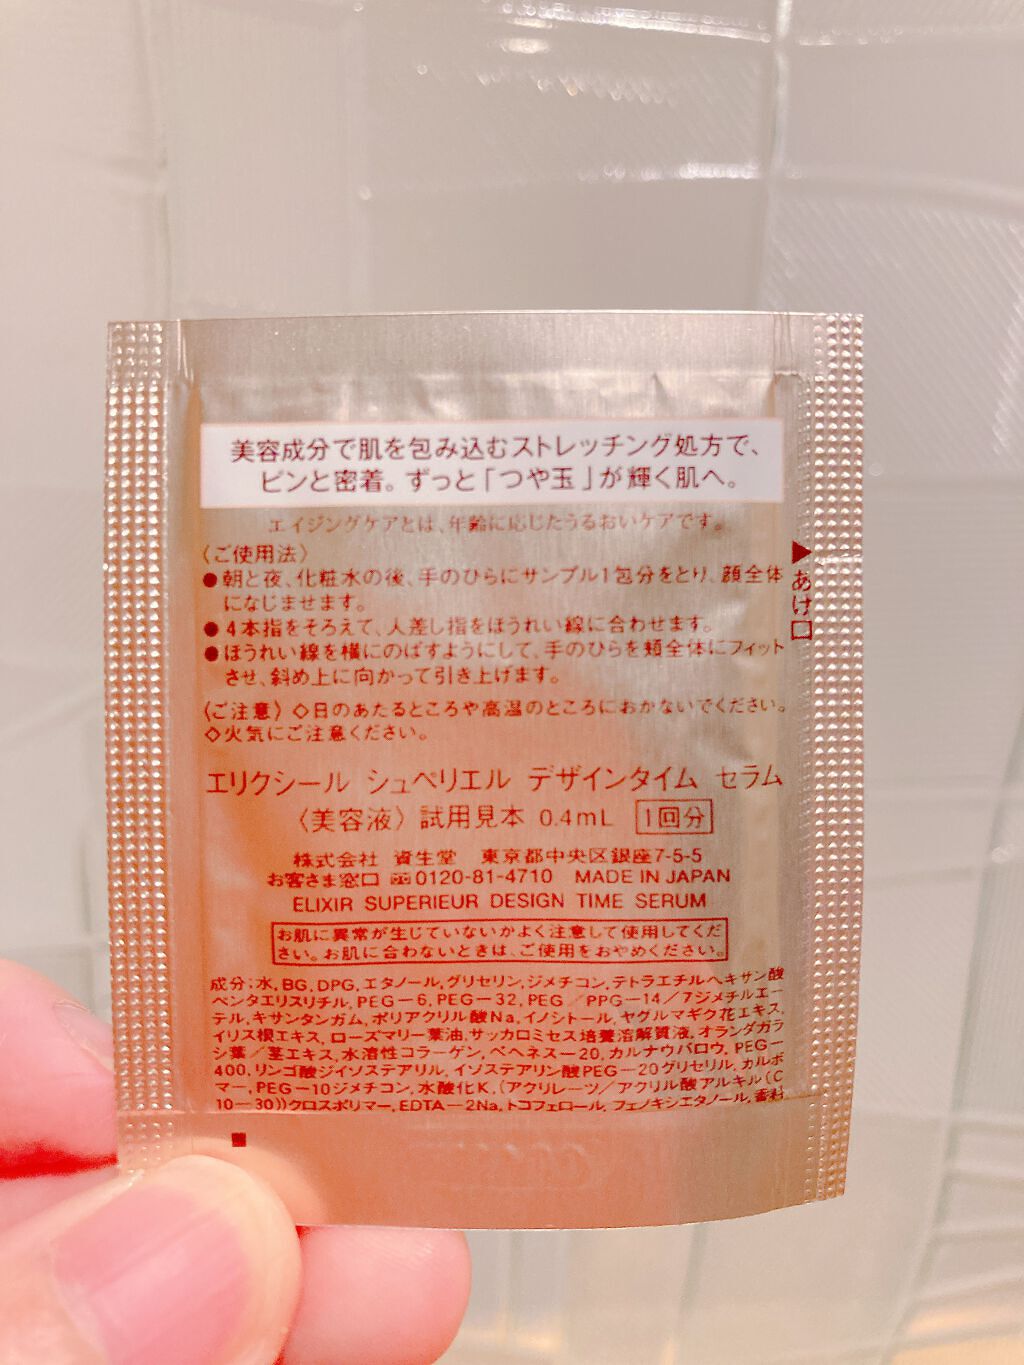 美容成分で肌を包み込むストレッチング処方で、
ピンと密着。ずっと「つや玉」が輝く肌へ。
エイジングケアとは、年齢に応じたうるおいケアです。
〈ご使用法〉
●朝と夜、化粧水の後、手のひらにサンプル1包分をとり、顔全体
になじませます。
●4本指をそろえて、人差し指をほうれい線に合わせます。
●ほうれい線を横にのばすようにして、手のひらを頬全体にフィット
させ、斜め上に向かって引き上げます。
▶あけ口
〈ご注意〉◇日のあたるところや高温のところにおかないでください。
◇火気にご注意ください。
エリクシール シュペリエル デザインタイム セラム
〈美容液〉試用見本 0.4mL 1回分
株式会社 資生堂 東京都中央区銀座7-5-5
お客さま窓口 0120-81-4710 MADE IN JAPAN
ELIXIR SUPERIEUR DESIGN TIME SERUM
お肌に異常が生じていないかよく注意して使用してくだ
さい。お肌に合わないときは、ご使用をおやめください。
成分:水,BG,DPG,エタノール,グリセリン,ジメチコン,テトラエチルヘキサン酸
ペンタエリスリチル,PEG-6,PEG-32,PEG/PPG-14/7ジメチルエー
テル,キサンタンガム,ポリアクリル酸Na,イノシトール,ヤグルマギク花エキス,
イリス根エキス,ローズマリー葉油,サッカロミセス培養溶解質液,オランダガラ
シ葉/茎エキス,水溶性コラーゲン,ベヘネス-20,カルナウバロウ,PEG-
400,リンゴ酸ジイソステアリル,イソステアリン酸PEG-20グリセリル,カルボ
マー,PEG-10ジメチコン,水酸化K,(アクリレーツ/アクリル酸アルキル(C
10-30))クロスポリマー,EDTA-2Na,トコフェロール,フェノキシエタノール,香料